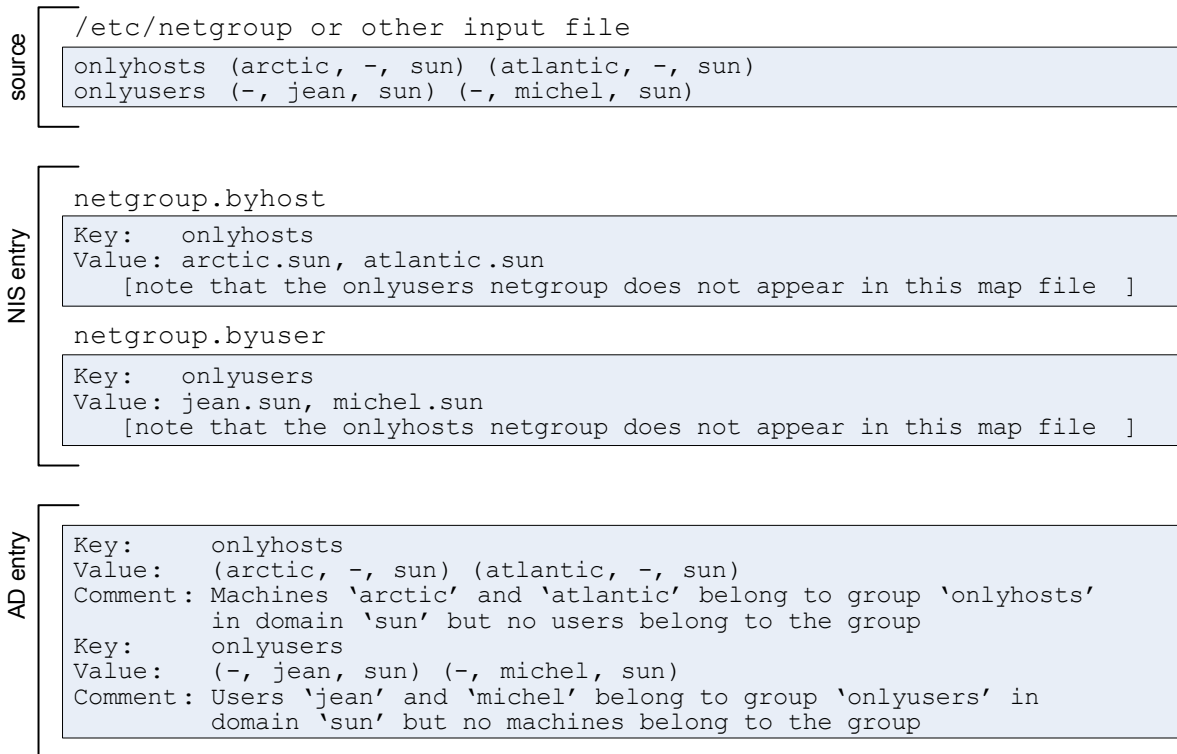 source
/etc/netgroup or other input file
onlyhosts (arctic, -, sun) (atlantic, -, sun)
onlyusers (-, jean, sun) (-, michel, sun)
NIS entry
netgroup.byhost
Key: onlyhosts
Value: arctic.sun, atlantic.sun
[note that the onlyusers netgroup does not appear in this map file ]
netgroup.byuser
Key: onlyusers
Value: jean.sun, michel.sun
[note that the onlyhosts netgroup does not appear in this map file ]
AD entry
Key: onlyhosts
Value: (arctic, -, sun) (atlantic, -, sun)
Comment: Machines ‘arctic’ and ‘atlantic’ belong to group ‘onlyhosts’
in domain ‘sun’ but no users belong to the group
Key: onlyusers
Value: (-, jean, sun) (-, michel, sun)
Comment: Users ‘jean’ and ‘michel’ belong to group ‘onlyusers’ in
domain ‘sun’ but no machines belong to the group